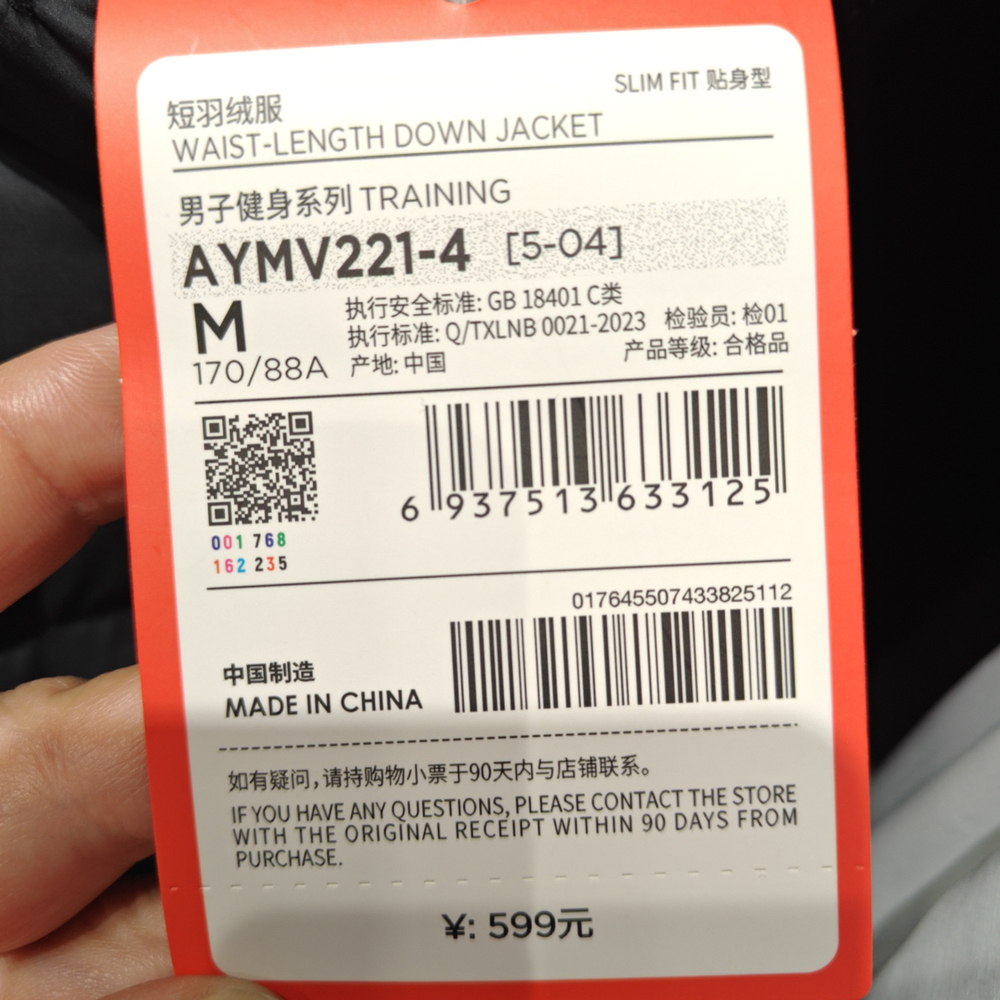 SLIM FIT 贴身型
短羽绒服
WAIST-LENGTH DOWN JACKET
男子健身系列 TRAINING
AYMV221-4 [5-04]
M
170/88A
执行安全标准: GB 18401 C类
执行标准: Q/TXLNB 0021-2023 检验员: 检01
产地: 中国 产品等级: 合格品
6 937513 633125
001 768
162 235
017645507433825112
中国制造
MADE IN CHINA
如有疑问,请持购物小票于90天内与店铺联系。
IF YOU HAVE ANY QUESTIONS, PLEASE CONTACT THE STORE
WITH THE ORIGINAL RECEIPT WITHIN 90 DAYS FROM
PURCHASE.
¥: 599元